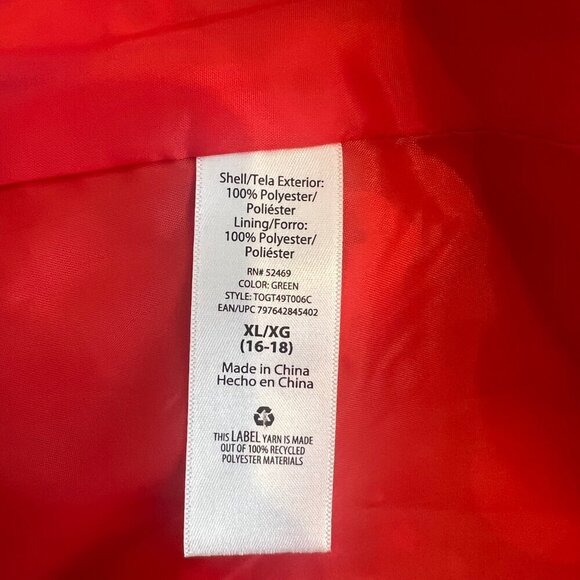 Shell/Tela Exterior:
100% Polyester/
Poliéster
Lining/Forro:
100% Polyester/
Poliéster
RN# 52469
COLOR: GREEN
STYLE: TOGT49T006C
EAN/UPC 797642845402
XL/XG
(16-18)
Made in China
Hecho en China
THIS LABEL YARN IS MADE
OUT OF 100% RECYCLED
POLYESTER MATERIALS